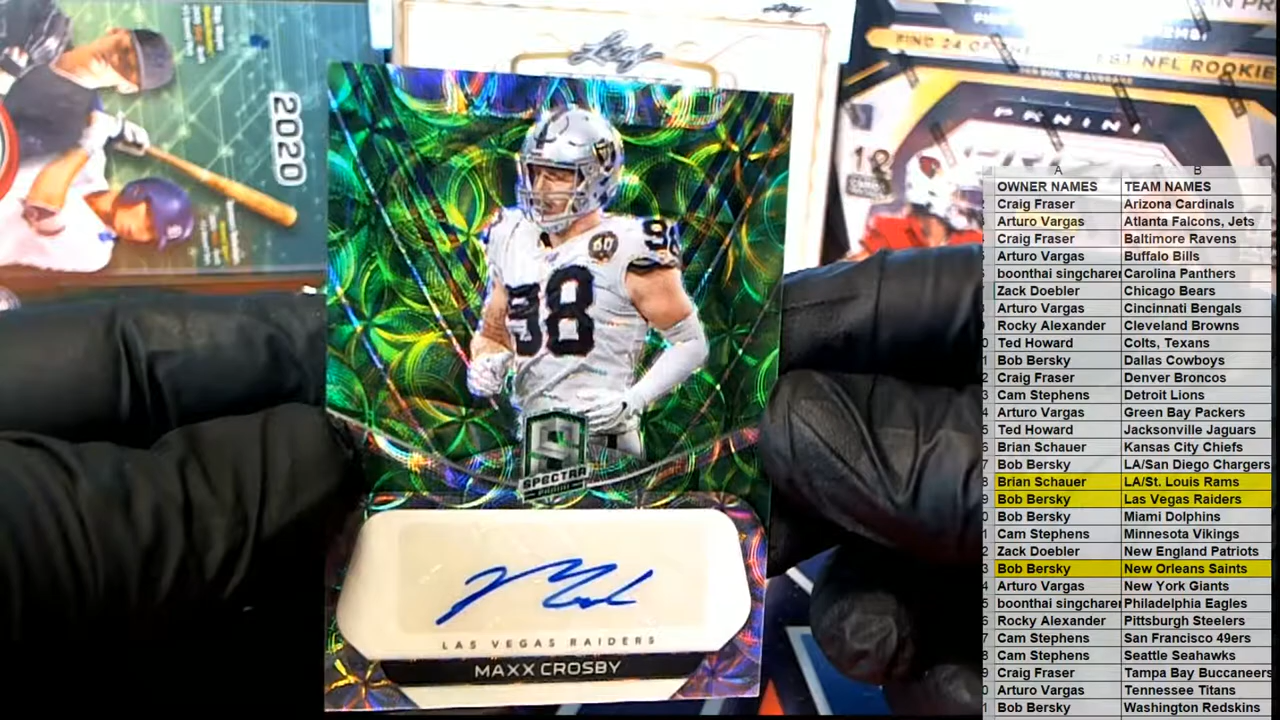 2020
Leaf
FIND 24 OF
1ST NFL ROOKIE
PANINI
98
98
60
SPECTRA
PANINI
LAS VEGAS RAIDERS
MAXX CROSBY
A B
OWNER NAMES TEAM NAMES
Craig Fraser Arizona Cardinals
Arturo Vargas Atlanta Falcons, Jets
Craig Fraser Baltimore Ravens
Arturo Vargas Buffalo Bills
boonthai singcharer Carolina Panthers
Zack Doebler Chicago Bears
Arturo Vargas Cincinnati Bengals
Rocky Alexander Cleveland Browns
Ted Howard Colts, Texans
Bob Bersky Dallas Cowboys
Craig Fraser Denver Broncos
Cam Stephens Detroit Lions
Arturo Vargas Green Bay Packers
Ted Howard Jacksonville Jaguars
Brian Schauer Kansas City Chiefs
Bob Bersky LA/San Diego Chargers
Brian Schauer LA/St. Louis Rams
Bob Bersky Las Vegas Raiders
Bob Bersky Miami Dolphins
Cam Stephens Minnesota Vikings
Zack Doebler New England Patriots
Bob Bersky New Orleans Saints
Arturo Vargas New York Giants
boonthai singcharer Philadelphia Eagles
Rocky Alexander Pittsburgh Steelers
Cam Stephens San Francisco 49ers
Cam Stephens Seattle Seahawks
Craig Fraser Tampa Bay Buccaneers
Arturo Vargas Tennessee Titans
Bob Bersky Washington Redskins